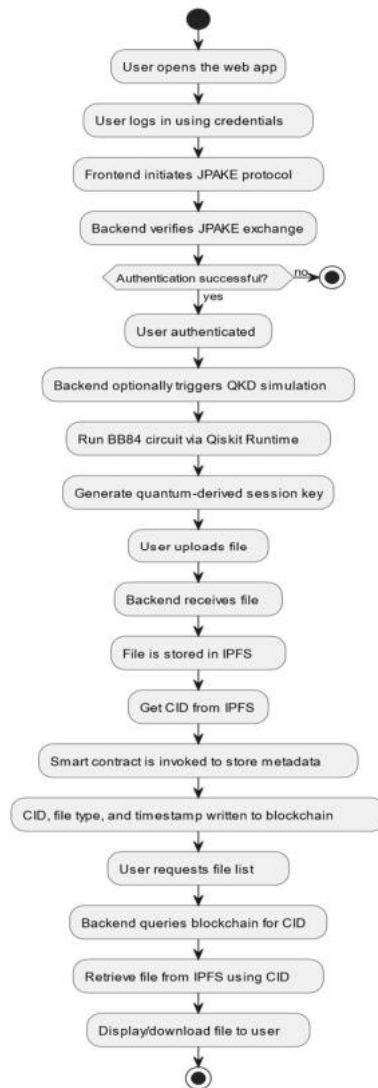 User opens the web app
User logs in using credentials
Frontend initiates JPAKE protocol
Backend verifies JPAKE exchange
Authentication successful?
no
yes
User authenticated
Backend optionally triggers QKD simulation
Run BB84 circuit via Qiskit Runtime
Generate quantum-derived session key
User uploads file
Backend receives file
File is stored in IPFS
Get CID from IPFS
Smart contract is invoked to store metadata
CID, file type, and timestamp written to blockchain
User requests file list
Backend queries blockchain for CID
Retrieve file from IPFS using CID
Display/download file to user